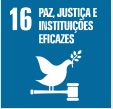 16 PAZ, JUSTIÇA E
INSTITUIÇÕES
EFICAZES